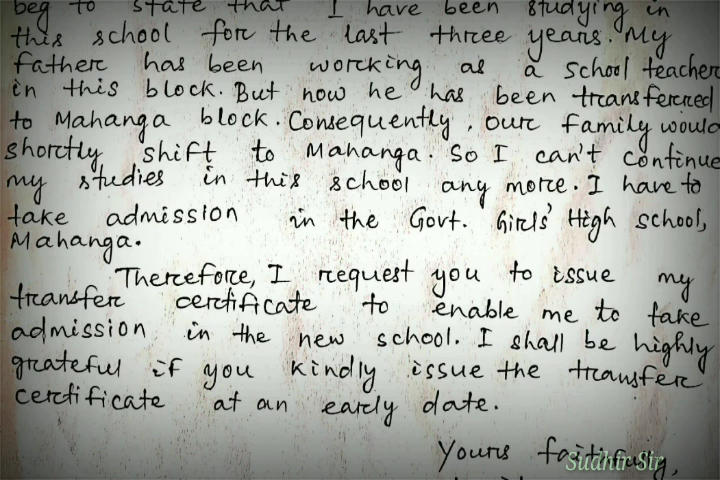 beg to state that I have been studying in
this school for the last three years. My
father has been working as a school teacher
in this block. But now he has been transferred
to Mahanga block. Consequently, our family would
shortly shift to Mahanga. So I can't continue
my studies in this school any more. I have to
take admission in the Govt. Girls' High school,
Mahanga.
Therefore, I request you to issue my
transfer certificate to enable me to take
admission in the new school. I shall be highly
grateful if you kindly issue the transfer
certificate at an early date.
Yours faithfully,
Sudhir Sir